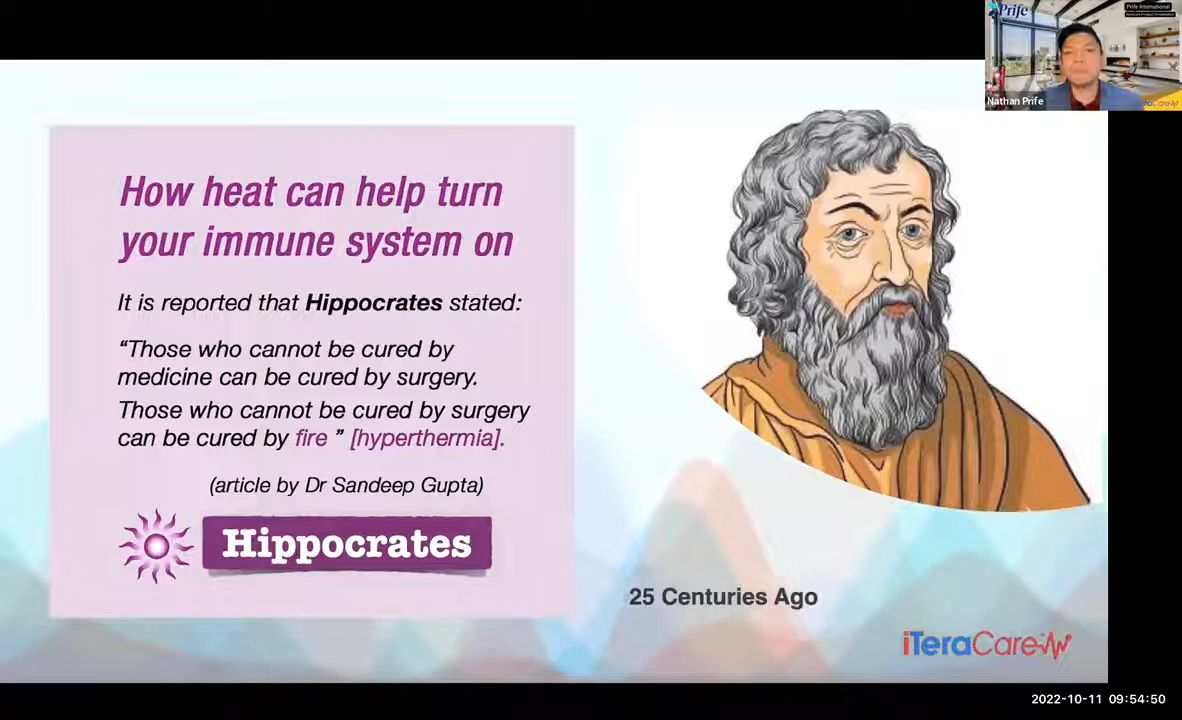 How heat can help turn
your immune system on
It is reported that Hippocrates stated:
“Those who cannot be cured by
medicine can be cured by surgery.
Those who cannot be cured by surgery
can be cured by fire ” [hyperthermia].
(article by Dr Sandeep Gupta)
Hippocrates
25 Centuries Ago
iTeraCare
Prife
Prife International
Nathan Prife
2022-10-11 09:54:50